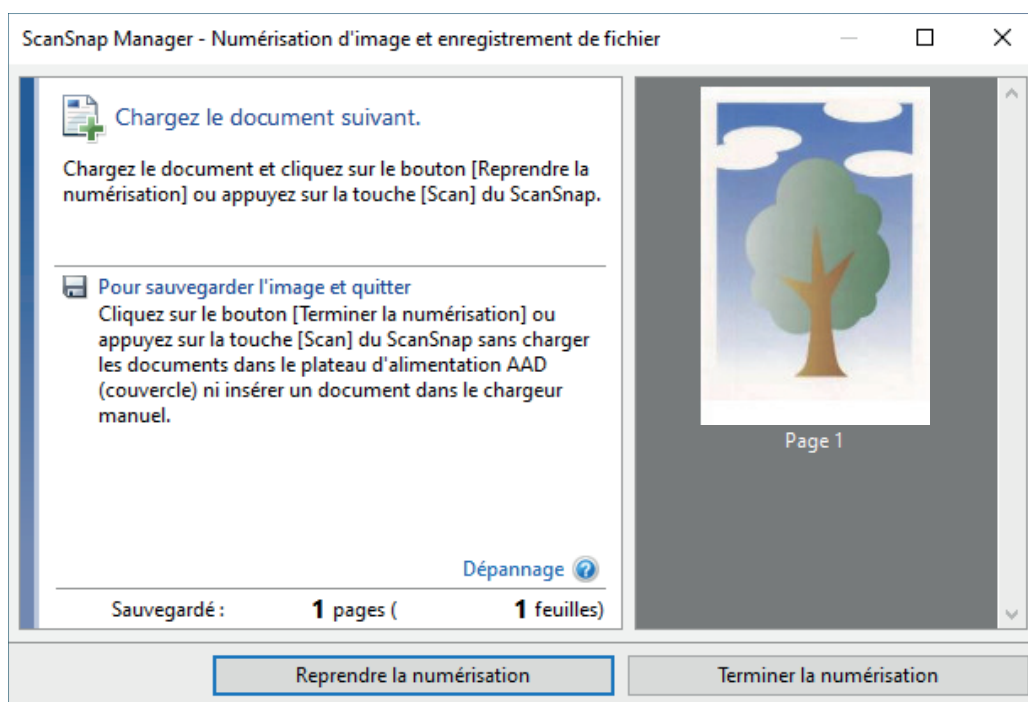 ScanSnap Manager - Numérisation d'image et enregistrement de fichier
Chargez le document suivant.
Chargez le document et cliquez sur le bouton [Reprendre la
numérisation] ou appuyez sur la touche [Scan] du ScanSnap.
Pour sauvegarder l'image et quitter
Cliquez sur le bouton [Terminer la numérisation] ou
appuyez sur la touche [Scan] du ScanSnap sans charger
les documents dans le plateau d'alimentation AAD
(couvercle) ni insérer un document dans le chargeur
manuel.
Dépannage ?
Sauvegardé : 1 pages ( 1 feuilles)
Page 1
Reprendre la numérisation
Terminer la numérisation